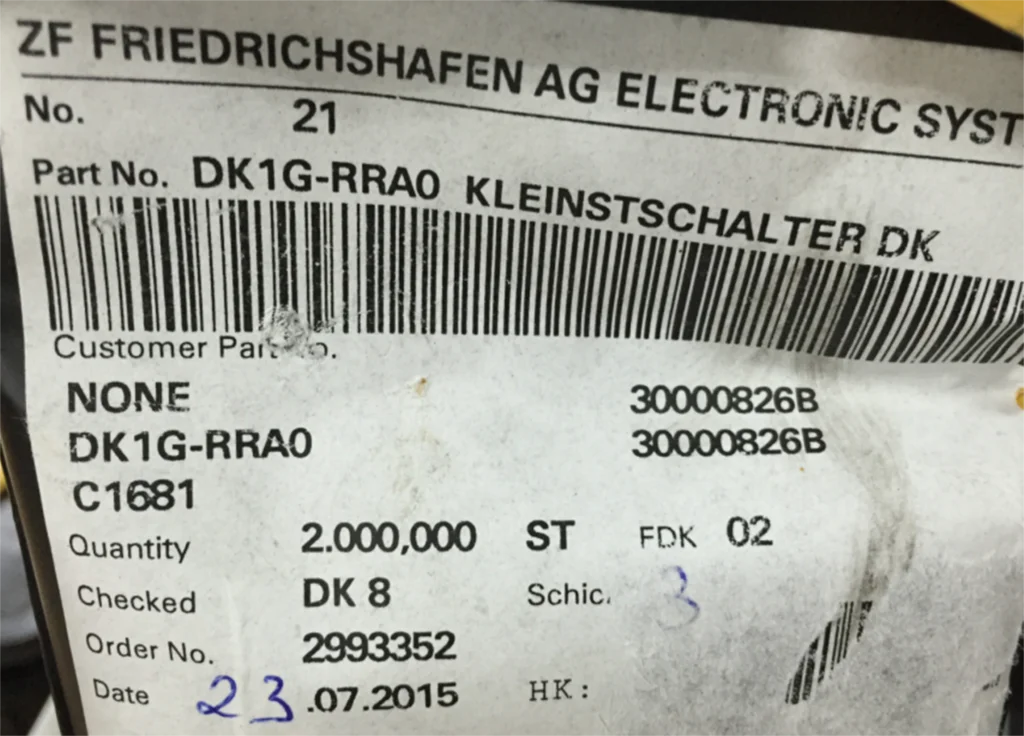 ZF FRIEDRICHSHAFEN AG ELECTRONIC SYST
No. 21
Part No. DK1G-RRA0 KLEINSTSCHALTER DK
Customer Part No.
NONE 30000826B
DK1G-RRA0 30000826B
C1681
Quantity 2.000,000 ST FDK 02
Checked DK 8 Schic. 3
Order No. 2993352
Date 23.07.2015 HK: